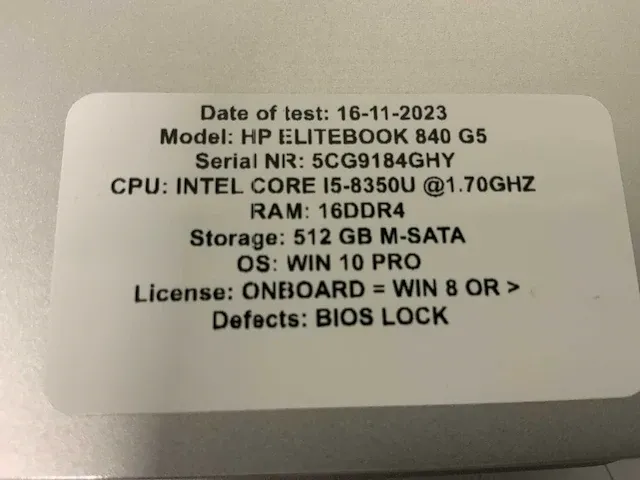 Date of test: 16-11-2023
Model: HP ELITEBOOK 840 G5
Serial NR: 5CG9184GHY
CPU: INTEL CORE I5-8350U @1.70GHZ
RAM: 16DDR4
Storage: 512 GB M-SATA
OS: WIN 10 PRO
License: ONBOARD = WIN 8 OR >
Defects: BIOS LOCK